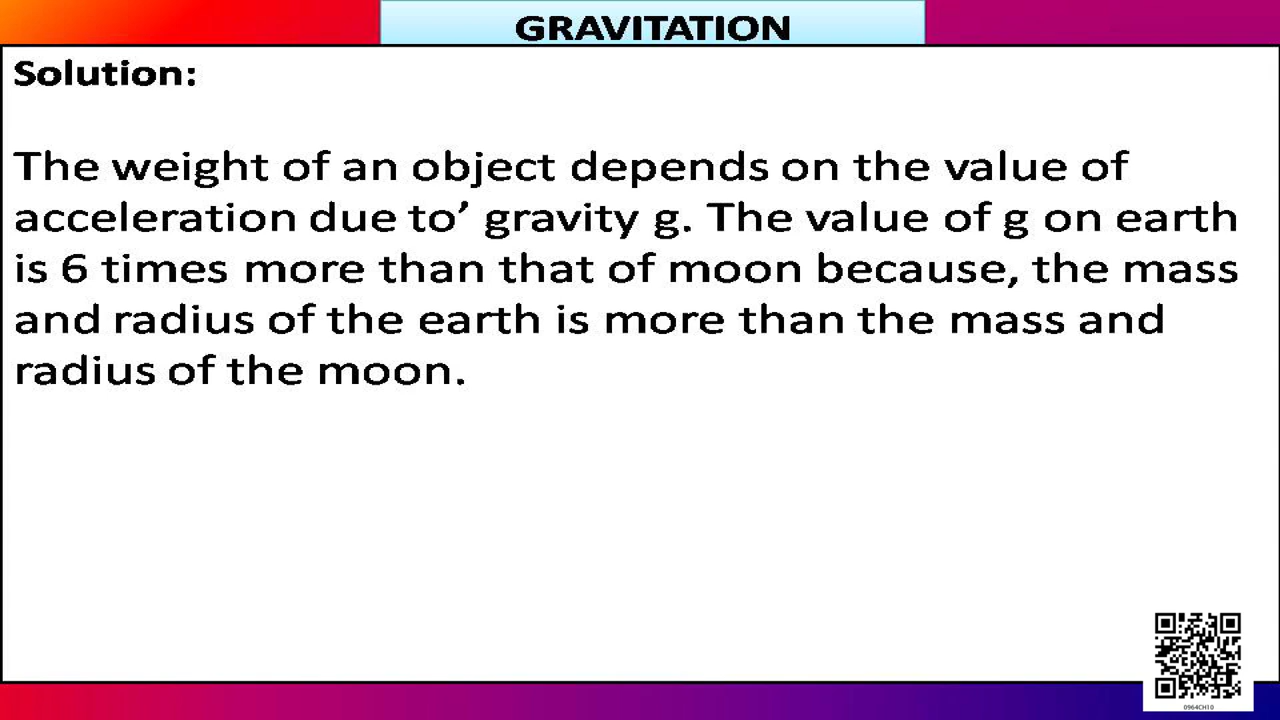 GRAVITATION
Solution:
The weight of an object depends on the value of
acceleration due to’ gravity g. The value of g on earth
is 6 times more than that of moon because, the mass
and radius of the earth is more than the mass and
radius of the moon.
0964CH10